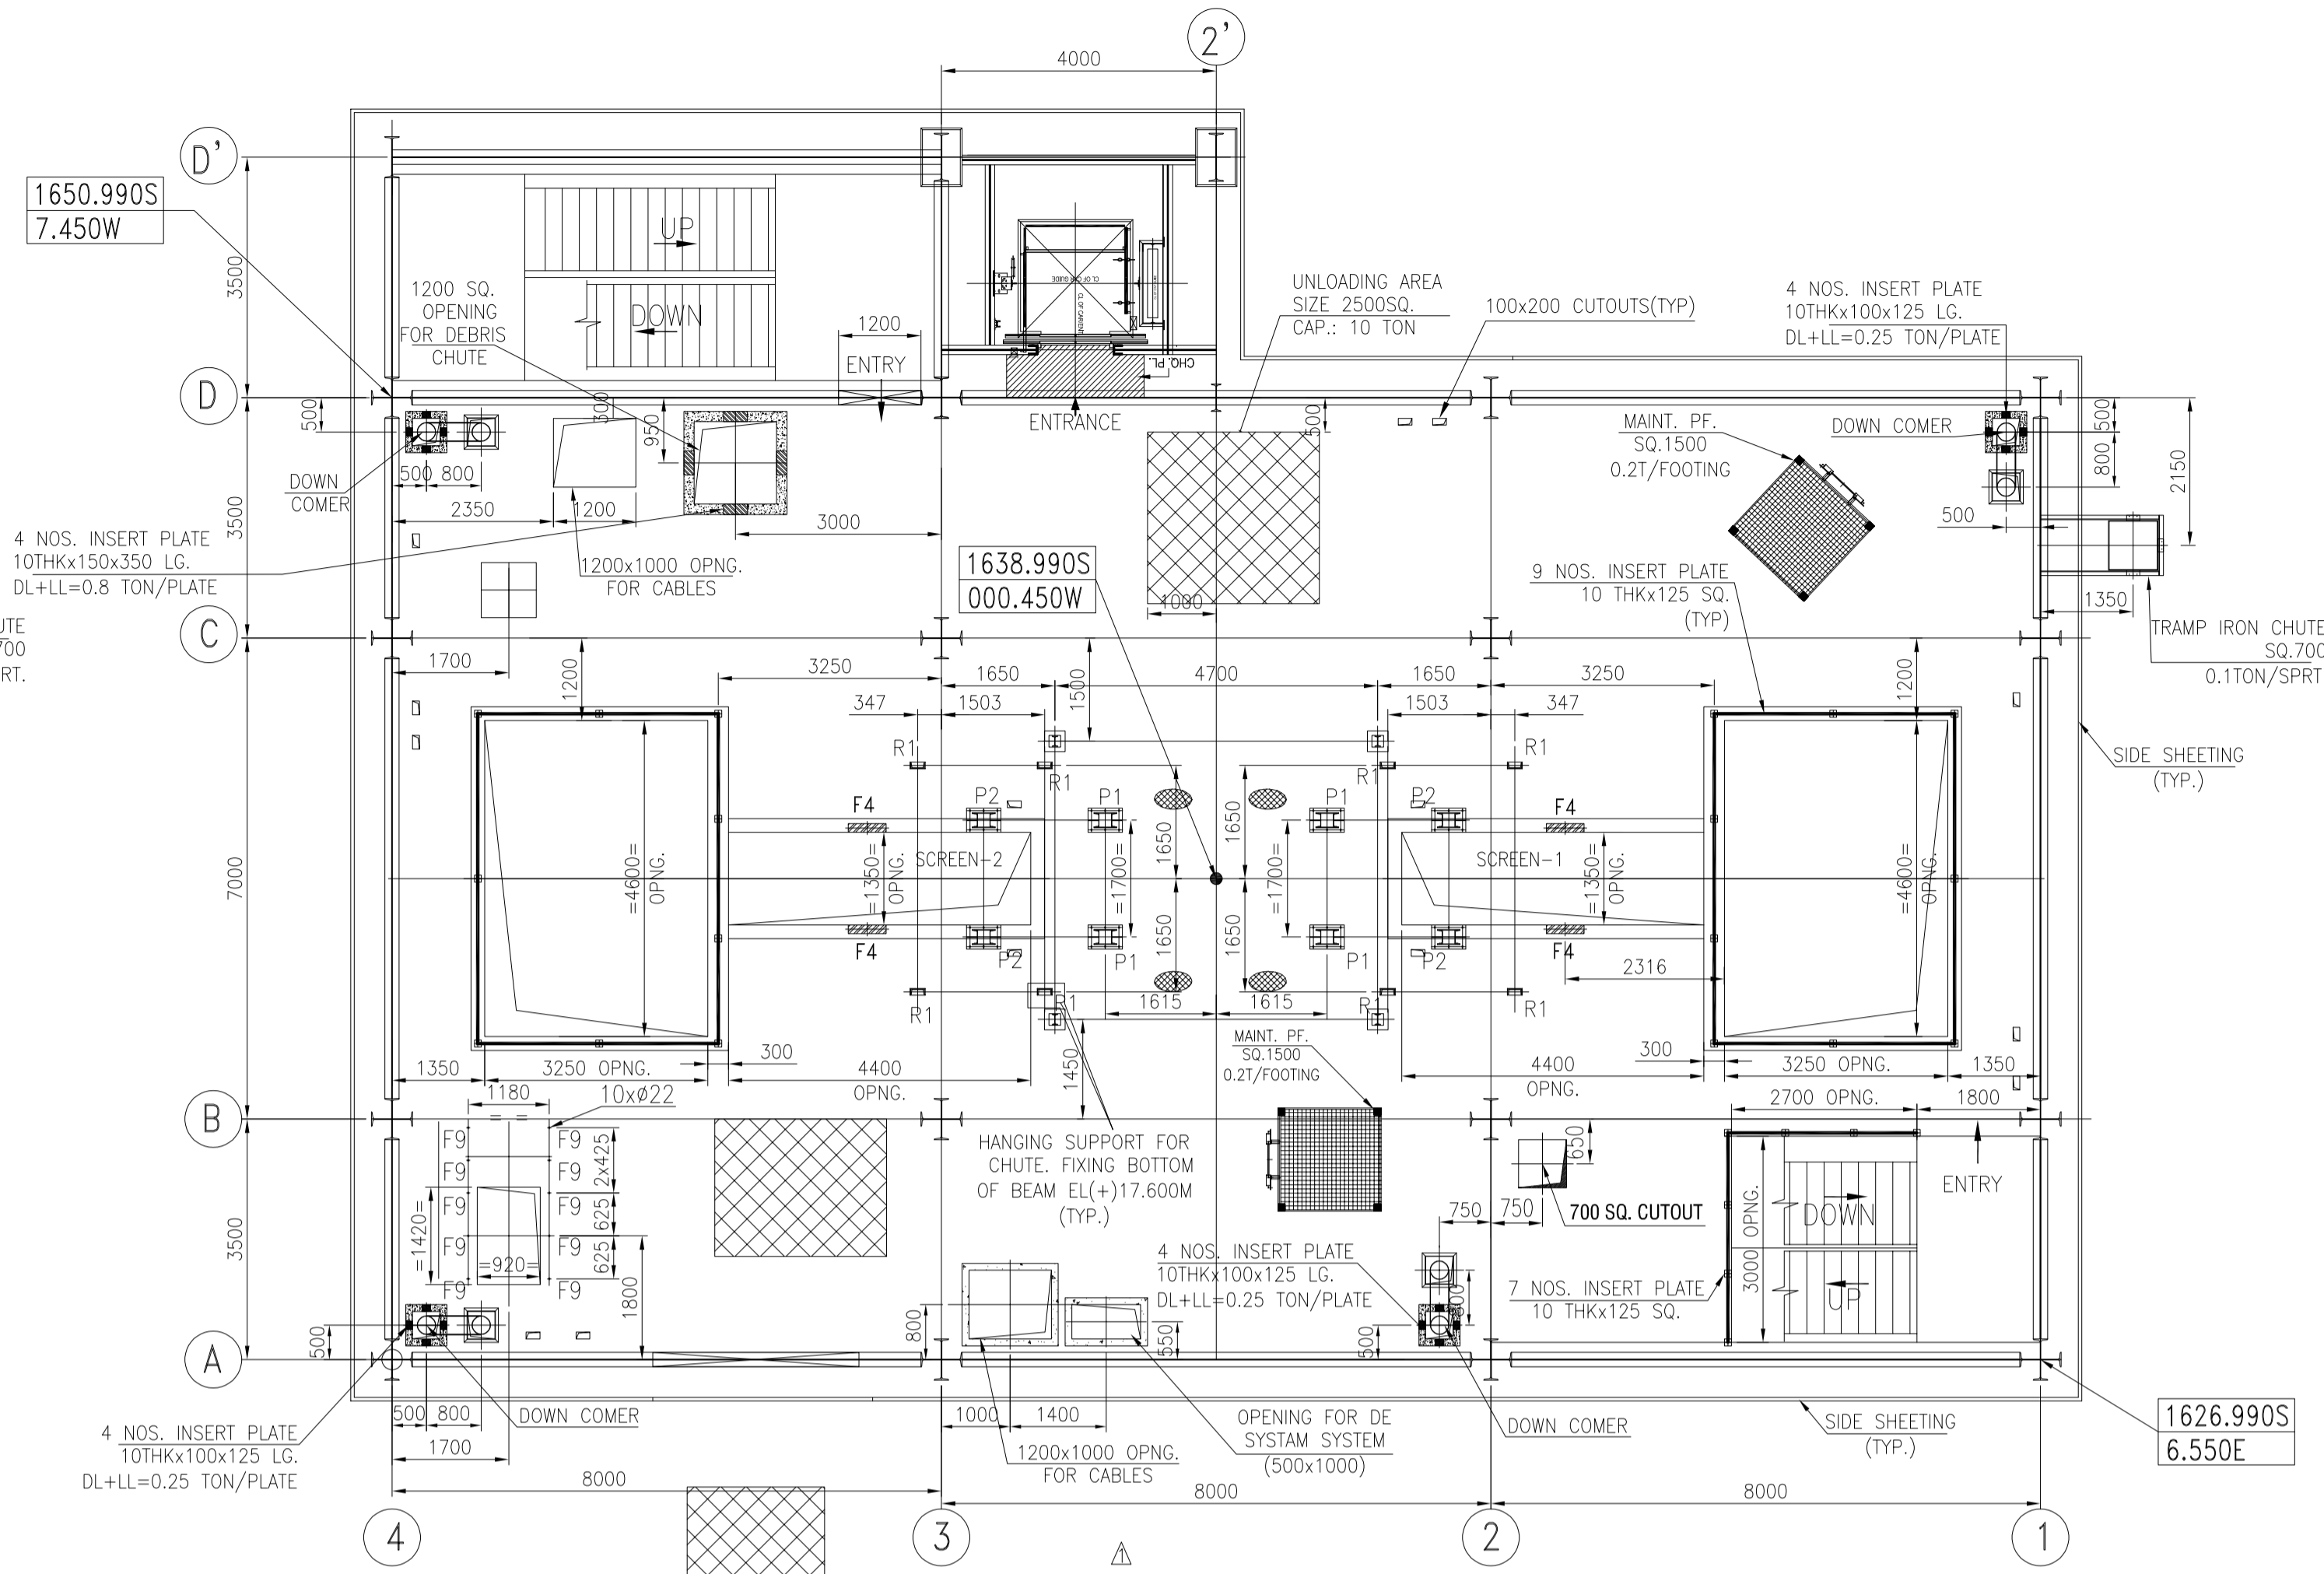 2'
4000
D'
1650.990S
7.450W
3500
UP
DOWN
1200 SQ.
OPENING
FOR DEBRIS
CHUTE
1200
ENTRY
CL OF CAR GUIDE
CHQ. PL.
ENTRANCE
UNLOADING AREA
SIZE 2500SQ.
CAP.: 10 TON
100x200 CUTOUTS(TYP)
4 NOS. INSERT PLATE
10THKx100x125 LG.
DL+LL=0.25 TON/PLATE
D
500
300
950
500
MAINT. PF.
SQ.1500
0.2T/FOOTING
DOWN COMER
500
800
2150
500
DOWN
COMER
500
800
2350
1200
3000
3500
4 NOS. INSERT PLATE
10THKx150x350 LG.
DL+LL=0.8 TON/PLATE
1200x1000 OPNG.
FOR CABLES
1638.990S
000.450W
1000
9 NOS. INSERT PLATE
10 THKx125 SQ.
(TYP)
1350
TRAMP IRON CHUTE
SQ.700
0.1TON/SPRT
UTE
700
RT.
C
1700
1200
3250
1650
4700
1650
3250
1200
1500
347
1503
1503
347
R1
R1
R1
R1
SIDE SHEETING
(TYP.)
F4
P2
P1
P1
P2
F4
1650
1650
7000
=4600=
OPNG.
=1350=
OPNG.
SCREEN-2
=1700=
=1700=
SCREEN-1
=1350=
OPNG.
=4600=
OPNG.
1650
1650
F4
P2
P1
P1
P2
F4
2316
R1
R1
R1
R1
1615
1615
1350
3250 OPNG.
300
4400
OPNG.
1450
MAINT. PF.
SQ.1500
0.2T/FOOTING
4400
OPNG.
300
3250 OPNG.
1350
1180
10xø22
2700 OPNG.
1800
B
= =
F9
F9
F9
F9
F9
F9
F9
F9
F9
F9
2x425
625
625
=1420=
=920=
1800
3500
HANGING SUPPORT FOR
CHUTE. FIXING BOTTOM
OF BEAM EL(+)17.600M
(TYP.)
650
750
750
700 SQ. CUTOUT
ENTRY
3000 OPNG.
DOWN
UP
4 NOS. INSERT PLATE
10THKx100x125 LG.
DL+LL=0.25 TON/PLATE
7 NOS. INSERT PLATE
10 THKx125 SQ.
500
800
550
800
500
A
4 NOS. INSERT PLATE
10THKx100x125 LG.
DL+LL=0.25 TON/PLATE
500
800
DOWN COMER
1700
1000
1400
1200x1000 OPNG.
FOR CABLES
OPENING FOR DE
SYSTAM SYSTEM
(500x1000)
DOWN COMER
SIDE SHEETING
(TYP.)
1626.990S
6.550E
8000
8000
8000
4
3
2
1
1